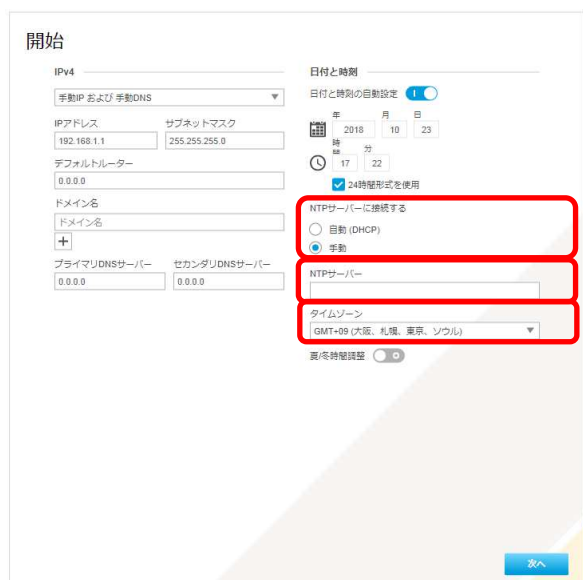 開始
IPv4
手動IP および 手動DNS
IPアドレス サブネットマスク
192.168.1.1 255.255.255.0
デフォルトルーター
0.0.0.0
ドメイン名
ドメイン名
プライマリDNSサーバー セカンダリDNSサーバー
0.0.0.0 0.0.0.0
日付と時刻
日付と時刻の自動設定
年 月 日
2018 10 23
時間 分
17 22
24時間形式を使用
NTPサーバーに接続する
自動 (DHCP)
手動
NTPサーバー
タイムゾーン
GMT+09 (大阪、札幌、東京、ソウル)
夏/冬時間調整
次へ